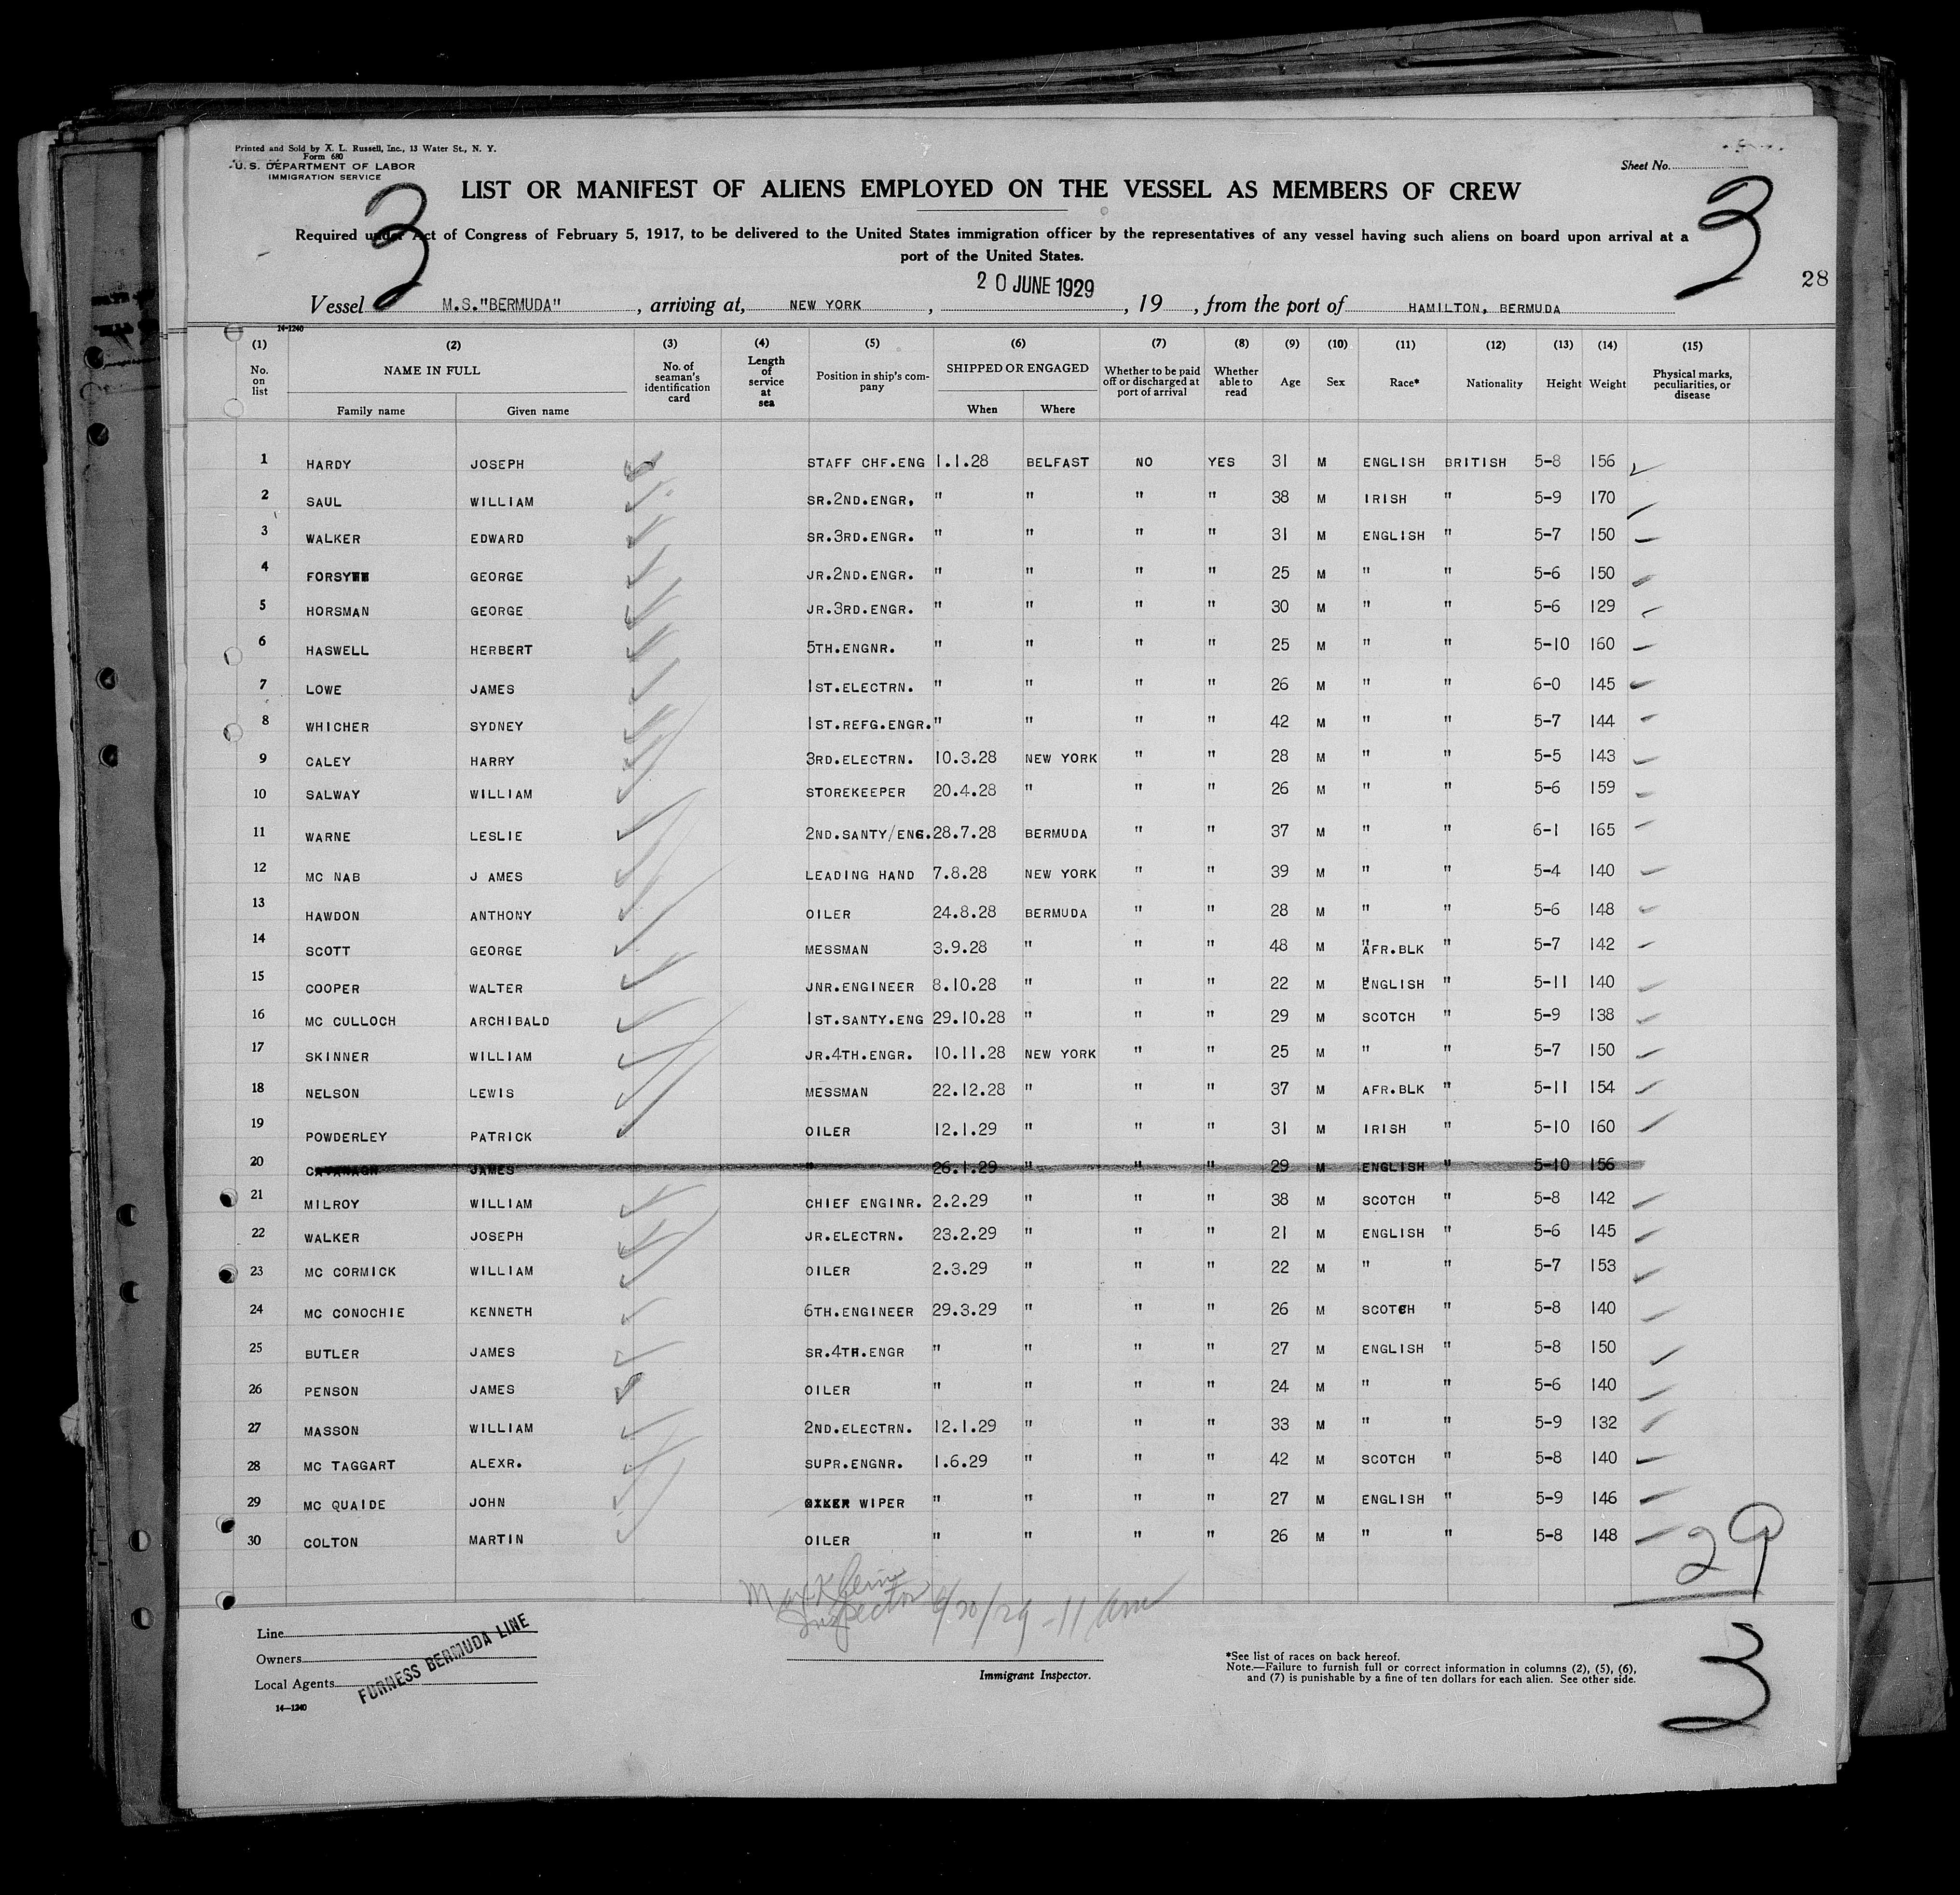 Printed and Sold by X. L. Russell, Inc., 13 Water St., N. Y.
Form 680
U. S. DEPARTMENT OF LABOR
IMMIGRATION SERVICE
Sheet No.
3
3
LIST OR MANIFEST OF ALIENS EMPLOYED ON THE VESSEL AS MEMBERS OF CREW
Required under Act of Congress of February 5, 1917, to be delivered to the United States immigration officer by the representatives of any vessel having such aliens on board upon arrival at a
port of the United States.
28
Vessel M.S."BERMUDA", arriving at, NEW YORK, 20 JUNE 1929, 19, from the port of HAMILTON, BERMUDA
14-1240
(1) (2) (3) (4) (5) (6) (7) (8) (9) (10) (11) (12) (13) (14) (15)
No. on list NAME IN FULL Family name Given name No. of seaman's identification card Length of service at sea Position in ship's company SHIPPED OR ENGAGED When Where Whether to be paid off or discharged at port of arrival Whether able to read Age Sex Race* Nationality Height Weight Physical marks, peculiarities, or disease
1 HARDY JOSEPH STAFF CHF.ENG 1.1.28 BELFAST NO YES 31 M ENGLISH BRITISH 5-8 156
2 SAUL WILLIAM SR.2ND.ENGR, " " " " 38 M IRISH " 5-9 170
3 WALKER EDWARD SR.3RD.ENGR. " " " " 31 M ENGLISH " 5-7 150
4 FORSY GEORGE JR.2ND.ENGR. " " " " 25 M " " 5-6 150
5 HORSMAN GEORGE JR.3RD.ENGR. " " " " 30 M " " 5-6 129
6 HASWELL HERBERT 5TH.ENGNR. " " " " 25 M " " 5-10 160
7 LOWE JAMES 1ST.ELECTRN. " " " " 26 M " " 6-0 145
8 WHICHER SYDNEY 1ST.REFG.ENGR." " " " 42 M " " 5-7 144
9 CALEY HARRY 3RD.ELECTRN. 10.3.28 NEW YORK " " 28 M " " 5-5 143
10 SALWAY WILLIAM STOREKEEPER 20.4.28 " " " 26 M " " 5-6 159
11 WARNE LESLIE 2ND.SANTY/ENG. 28.7.28 BERMUDA " " 37 M " " 6-1 165
12 MC NAB J AMES LEADING HAND 7.8.28 NEW YORK " " 39 M " " 5-4 140
13 HAWDON ANTHONY OILER 24.8.28 BERMUDA " " 28 M " " 5-6 148
14 SCOTT GEORGE MESSMAN 3.9.28 " " " 48 M AFR.BLK " 5-7 142
15 COOPER WALTER JNR.ENGINEER 8.10.28 " " " 22 M ENGLISH " 5-11 140
16 MC CULLOCH ARCHIBALD 1ST.SANTY.ENG 29.10.28 " " " 29 M SCOTCH " 5-9 138
17 SKINNER WILLIAM JR.4TH.ENGR. 10.11.28 NEW YORK " " 25 M " " 5-7 150
18 NELSON LEWIS MESSMAN 22.12.28 " " " 37 M AFR.BLK " 5-11 154
19 POWDERLEY PATRICK OILER 12.1.29 " " " 31 M IRISH " 5-10 160
20 CAVANAGH JAMES " 26.1.29 " " " 29 M ENGLISH " 5-10 156
21 MILROY WILLIAM CHIEF ENGINR. 2.2.29 " " " 38 M SCOTCH " 5-8 142
22 WALKER JOSEPH JR.ELECTRN. 23.2.29 " " " 21 M ENGLISH " 5-6 145
23 MC CORMICK WILLIAM OILER 2.3.29 " " " 22 M " " 5-7 153
24 MC CONOCHIE KENNETH 6TH.ENGINEER 29.3.29 " " " 26 M SCOTCH " 5-8 140
25 BUTLER JAMES SR.4TH.ENGR " " " " 27 M ENGLISH " 5-8 150
26 PENSON JAMES OILER " " " " 24 M " " 5-6 140
27 MASSON WILLIAM 2ND.ELECTRN. 12.1.29 " " " 33 M " " 5-9 132
28 MC TAGGART ALEXR. SUPR.ENGNR. 1.6.29 " " " 42 M SCOTCH " 5-8 140
29 MC QUAIDE JOHN WIPER " " " " 27 M ENGLISH " 5-9 146
30 COLTON MARTIN OILER " " " " 26 M " " 5-8 148
29
Max
Inspector 6/20/29 - 11 am
3
Line
Owners
Local Agents
FURNESS BERMUDA LINE
14-1240
Immigrant Inspector.
*See list of races on back hereof.
Note.—Failure to furnish full or correct information in columns (2), (5), (6),
and (7) is punishable by a fine of ten dollars for each alien. See other side.